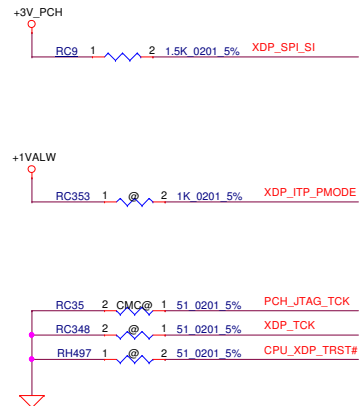 +3V_PCH
RC9 1 2 1.5K_0201_5% XDP_SPI_SI
+1VALW
RC353 1 @ 2 1K_0201_5% XDP_ITP_PMODE
RC35 2 CMC@ 1 51_0201_5% PCH_JTAG_TCK
RC348 2 @ 1 51_0201_5% XDP_TCK
RH497 1 @ 2 51_0201_5% CPU_XDP_TRST#